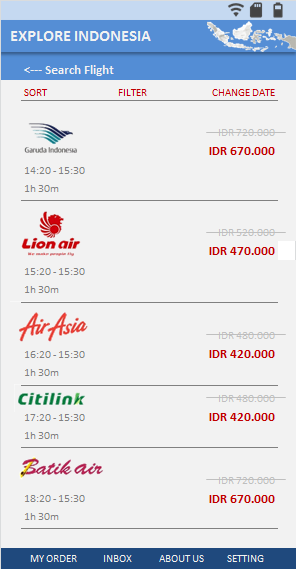 EXPLORE INDONESIA
<--- Search Flight
SORT FILTER CHANGE DATE
IDR 720.000
Garuda Indonesia
IDR 670.000
14:20 - 15:30
1h 30m
IDR 520.000
Lion air
IDR 470.000
We make people fly
15:20 - 15:30
1h 30m
AirAsia
IDR 480.000
16:20 - 15:30
IDR 420.000
1h 30m
Citilink
IDR 480.000
17:20 - 15:30
IDR 420.000
1h 30m
Batik air
IDR 720.000
18:20 - 15:30
IDR 670.000
1h 30m
MY ORDER INBOX ABOUT US SETTING